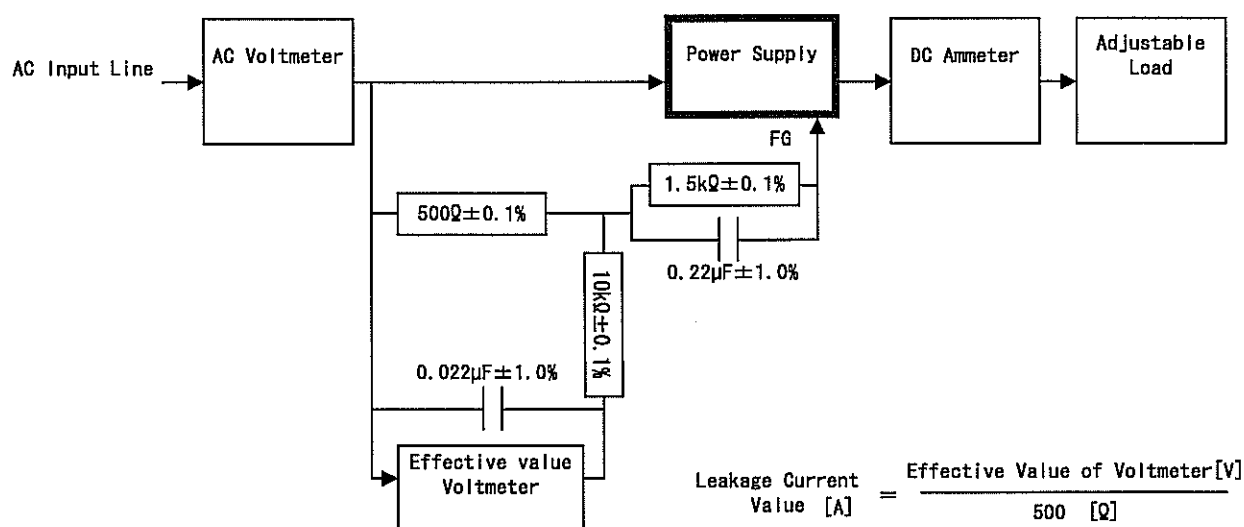 AC Input Line
AC Voltmeter
Power Supply
DC Ammeter
Adjustable
Load
FG
1.5kΩ±0.1%
500Ω±0.1%
0.22μF±1.0%
10kΩ±0.1%
0.022μF±1.0%
Effective value
Voltmeter
Leakage Current
Value [A]
=
Effective Value of Voltmeter[V]
500 [Ω]